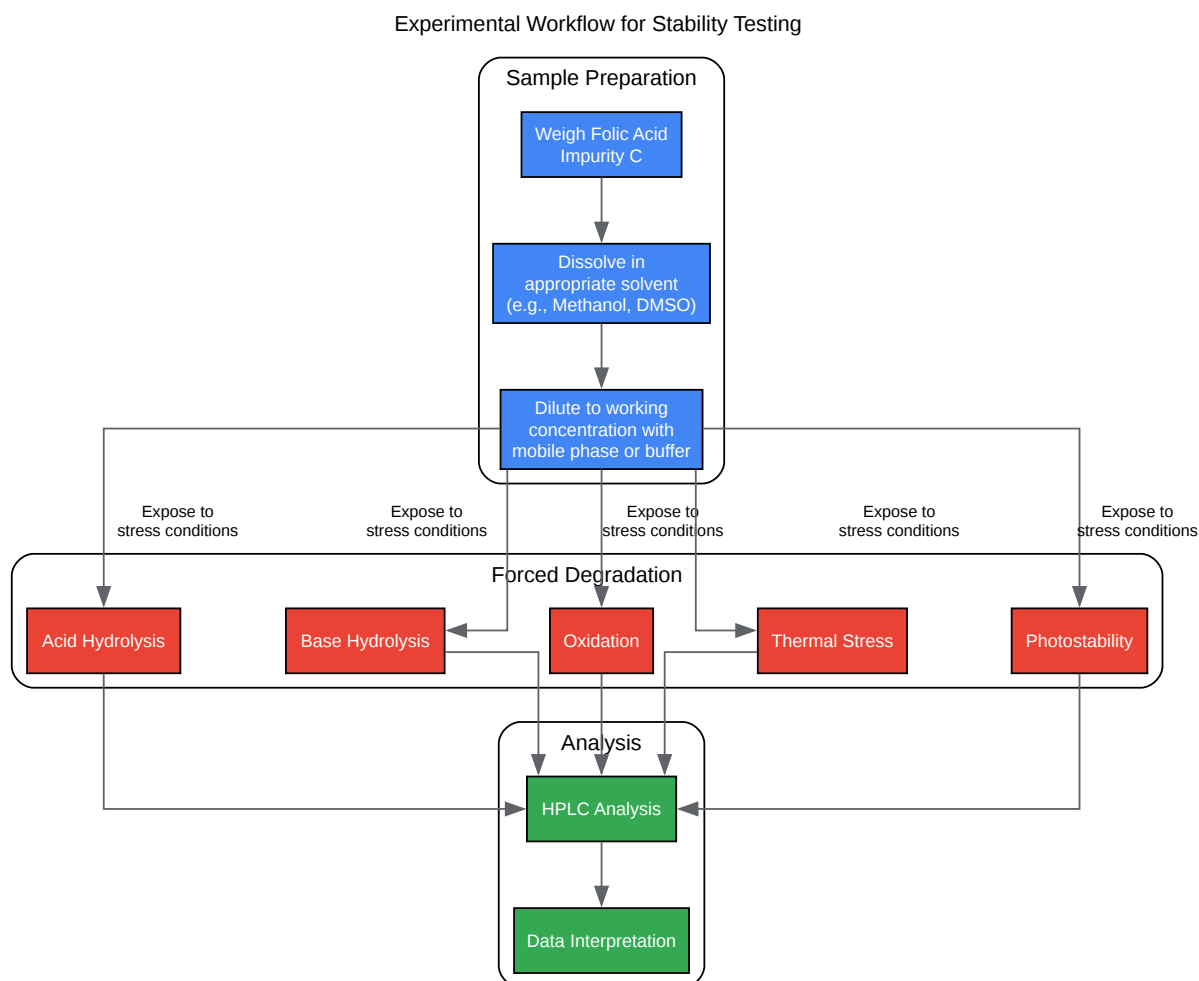 Experimental Workflow for Stability Testing
Sample Preparation
Weigh Folic Acid
Impurity C
Dissolve in
appropriate solvent
(e.g., Methanol, DMSO)
Dilute to working
concentration with
mobile phase or buffer
Expose to
stress conditions
Expose to
stress conditions
Expose to
stress conditions
Expose to
stress conditions
Expose to
stress conditions
Forced Degradation
Acid Hydrolysis
Base Hydrolysis
Oxidation
Thermal Stress
Photostability
Analysis
HPLC Analysis
Data Interpretation